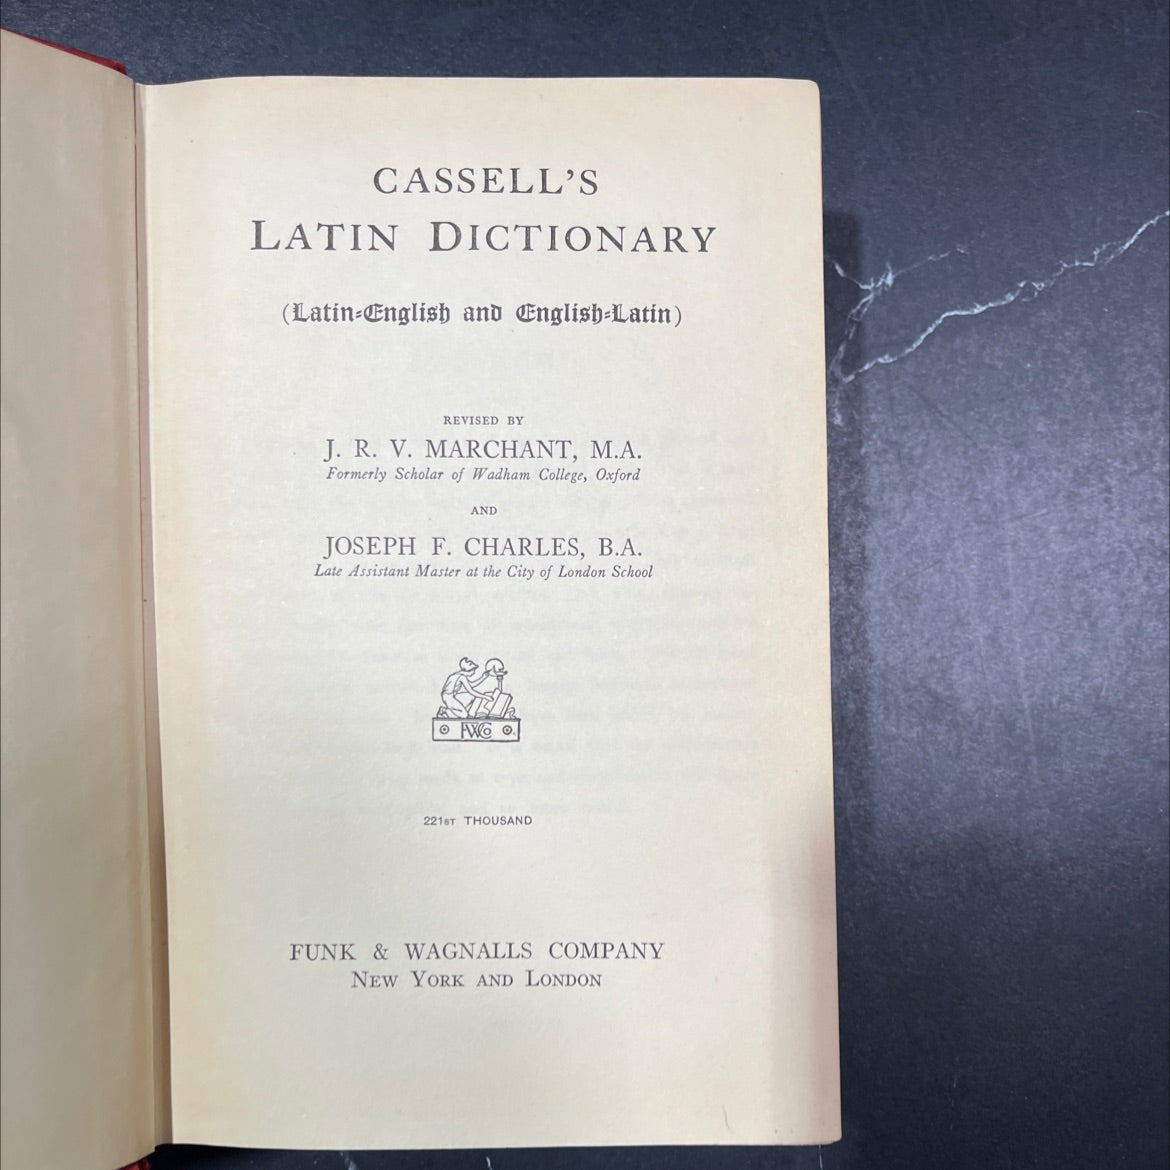 CASSELL'S
LATIN DICTIONARY
(Latin-English and English-Latin)
REVISED BY
J. R. V. MARCHANT, M.A.
Formerly Scholar of Wadham College, Oxford
AND
JOSEPH F. CHARLES, B.A.
Late Assistant Master at the City of London School
FWCo
221ST THOUSAND
FUNK & WAGNALLS COMPANY
NEW YORK AND LONDON